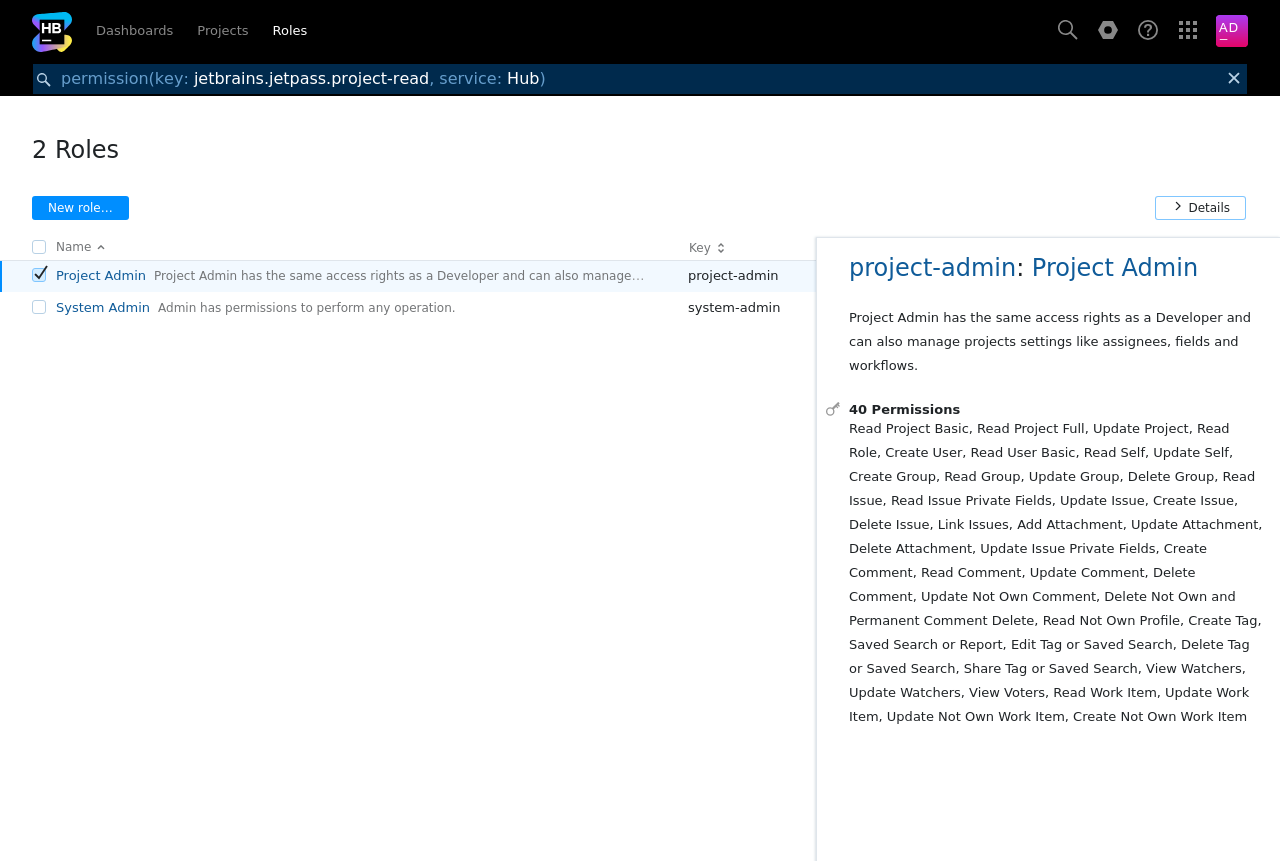 HB
Dashboards Projects Roles
AD
permission(key: jetbrains.jetpass.project-read, service: Hub)
2 Roles
New role…
Details
Name
Key
Project Admin Project Admin has the same access rights as a Developer and can also manage… project-admin
System Admin Admin has permissions to perform any operation. system-admin
project-admin: Project Admin
Project Admin has the same access rights as a Developer and
can also manage projects settings like assignees, fields and
workflows.
40 Permissions
Read Project Basic, Read Project Full, Update Project, Read
Role, Create User, Read User Basic, Read Self, Update Self,
Create Group, Read Group, Update Group, Delete Group, Read
Issue, Read Issue Private Fields, Update Issue, Create Issue,
Delete Issue, Link Issues, Add Attachment, Update Attachment,
Delete Attachment, Update Issue Private Fields, Create
Comment, Read Comment, Update Comment, Delete
Comment, Update Not Own Comment, Delete Not Own and
Permanent Comment Delete, Read Not Own Profile, Create Tag,
Saved Search or Report, Edit Tag or Saved Search, Delete Tag
or Saved Search, Share Tag or Saved Search, View Watchers,
Update Watchers, View Voters, Read Work Item, Update Work
Item, Update Not Own Work Item, Create Not Own Work Item